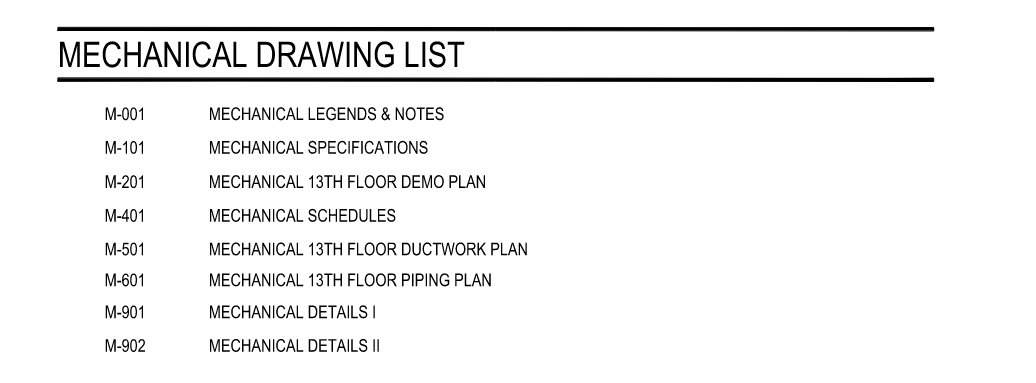 MECHANICAL DRAWING LIST
M-001 MECHANICAL LEGENDS & NOTES
M-101 MECHANICAL SPECIFICATIONS
M-201 MECHANICAL 13TH FLOOR DEMO PLAN
M-401 MECHANICAL SCHEDULES
M-501 MECHANICAL 13TH FLOOR DUCTWORK PLAN
M-601 MECHANICAL 13TH FLOOR PIPING PLAN
M-901 MECHANICAL DETAILS I
M-902 MECHANICAL DETAILS II